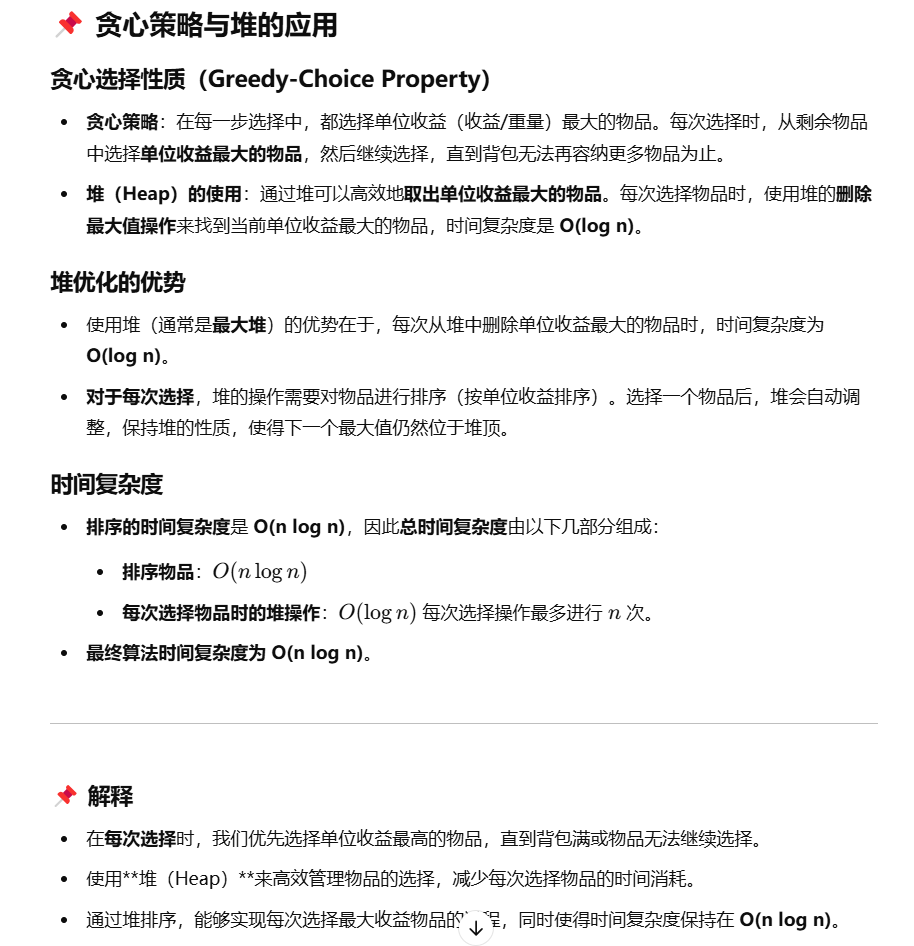 📌 贪心策略与堆的应用
贪心选择性质（Greedy-Choice Property）
• 贪心策略：在每一步选择中，都选择单位收益（收益/重量）最大的物品。每次选择时，从剩余物品
中选择单位收益最大的物品，然后继续选择，直到背包无法再容纳更多物品为止。
• 堆（Heap）的使用：通过堆可以高效地取出单位收益最大的物品。每次选择物品时，使用堆的删除
最大值操作来找到当前单位收益最大的物品，时间复杂度是 O(log n)。
堆优化的优势
• 使用堆（通常是最大堆）的优势在于，每次从堆中删除单位收益最大的物品时，时间复杂度为
O(log n)。
• 对于每次选择，堆的操作需要对物品进行排序（按单位收益排序）。选择一个物品后，堆会自动调
整，保持堆的性质，使得下一个最大值仍然位于堆顶。
时间复杂度
• 排序的时间复杂度是 O(n log n)，因此总时间复杂度由以下几部分组成：
• 排序物品：O(n log n)
• 每次选择物品时的堆操作：O(log n) 每次选择操作最多进行 n 次。
• 最终算法时间复杂度为 O(n log n)。
📌 解释
• 在每次选择时，我们优先选择单位收益最高的物品，直到背包满或物品无法继续选择。
• 使用**堆（Heap）**来高效管理物品的选择，减少每次选择物品的时间消耗。
• 通过堆排序，能够实现每次选择最大收益物品的程，同时使得时间复杂度保持在 O(n log n)。